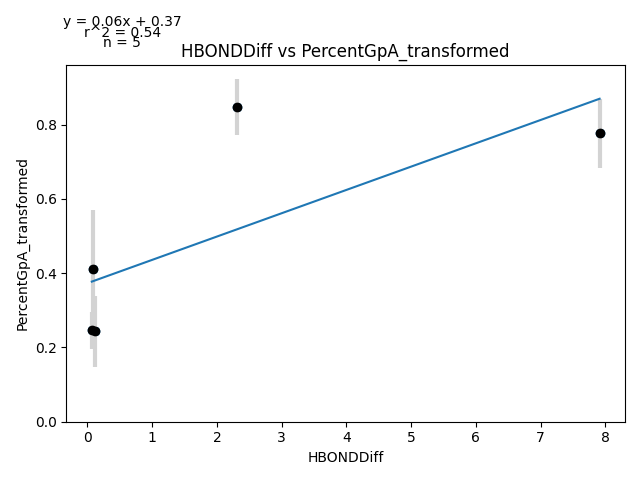 y = 0.06x + 0.37
r^2 = 0.54
n = 5
HBONDDiff vs PercentGpA_transformed
PercentGpA_transformed
0.8
0.6
0.4
0.2
0.0
0 1 2 3 4 5 6 7 8
HBONDDiff